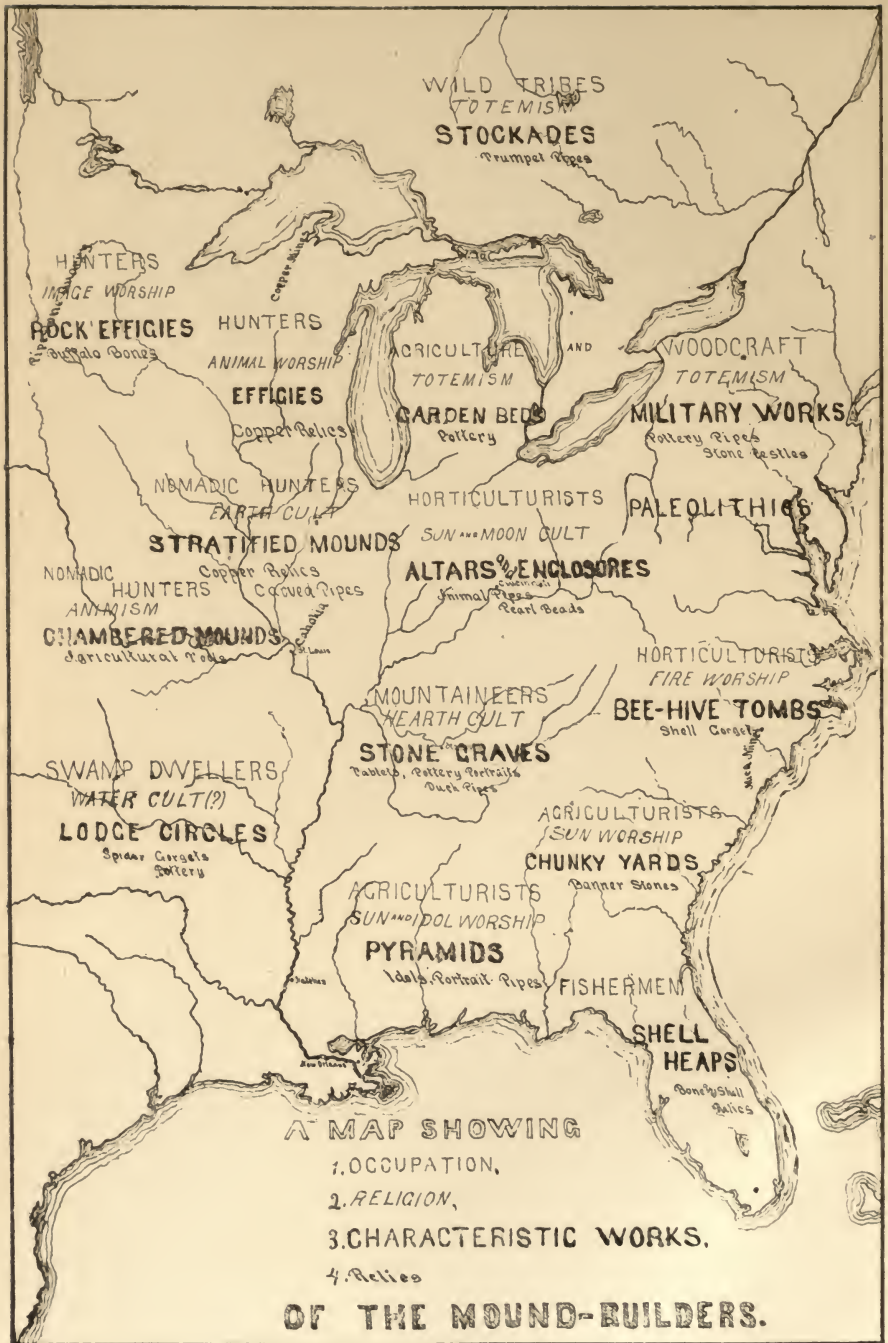 WILD TRIBES
TOTEMISM
STOCKADES
Trumpet Pipes
HUNTERS
IMAGE WORSHIP
ROCK EFFIGIES
Buffalo Bones
Copper Mines
HUNTERS
ANIMAL WORSHIP
EFFIGIES
Copper Relics
AGRICULTURE AND WOODCRAFT
TOTEMISM
GARDEN BEDS
Pottery
TOTEMISM
MILITARY WORKS
Pottery Pipes
Stone Pestles
NOMADIC HUNTERS
EARTH CULT
STRATIFIED MOUNDS
Copper Relics
Carved Pipes
HORTICULTURISTS
SUN AND MOON CULT
ALTARS AND ENCLOSORES
Cincinnati
Animal Pipes
Pearl Beads
PALEOLITHICS
NOMADIC
HUNTERS
ANIMISM
CHAMBERED MOUNDS
Agricultural Tools
Cahokia
St. Louis
HORTICULTURISTS
FIRE WORSHIP
BEE-HIVE TOMBS
Shell Gorgets
Mica Mines
MOUNTAINEERS
HEARTH CULT
STONE GRAVES
Tablets, Pottery Portraits
Duck Pipes
SWAMP DWELLERS
WATER CULT(?)
LODGE CIRCLES
Spider Gorgets
Pottery
AGRICULTURISTS
SUN WORSHIP
CHUNKY YARDS
Banner Stones
AGRICULTURISTS
SUN AND IDOL WORSHIP
PYRAMIDS
Idols, Portrait Pipes
Natchez
New Orleans
FISHERMEN
SHELL
HEAPS
Bone and Shell
Relics
A MAP SHOWING
1. OCCUPATION,
2. RELIGION,
3. CHARACTERISTIC WORKS,
4. Relics
OF THE MOUND-BUILDERS.